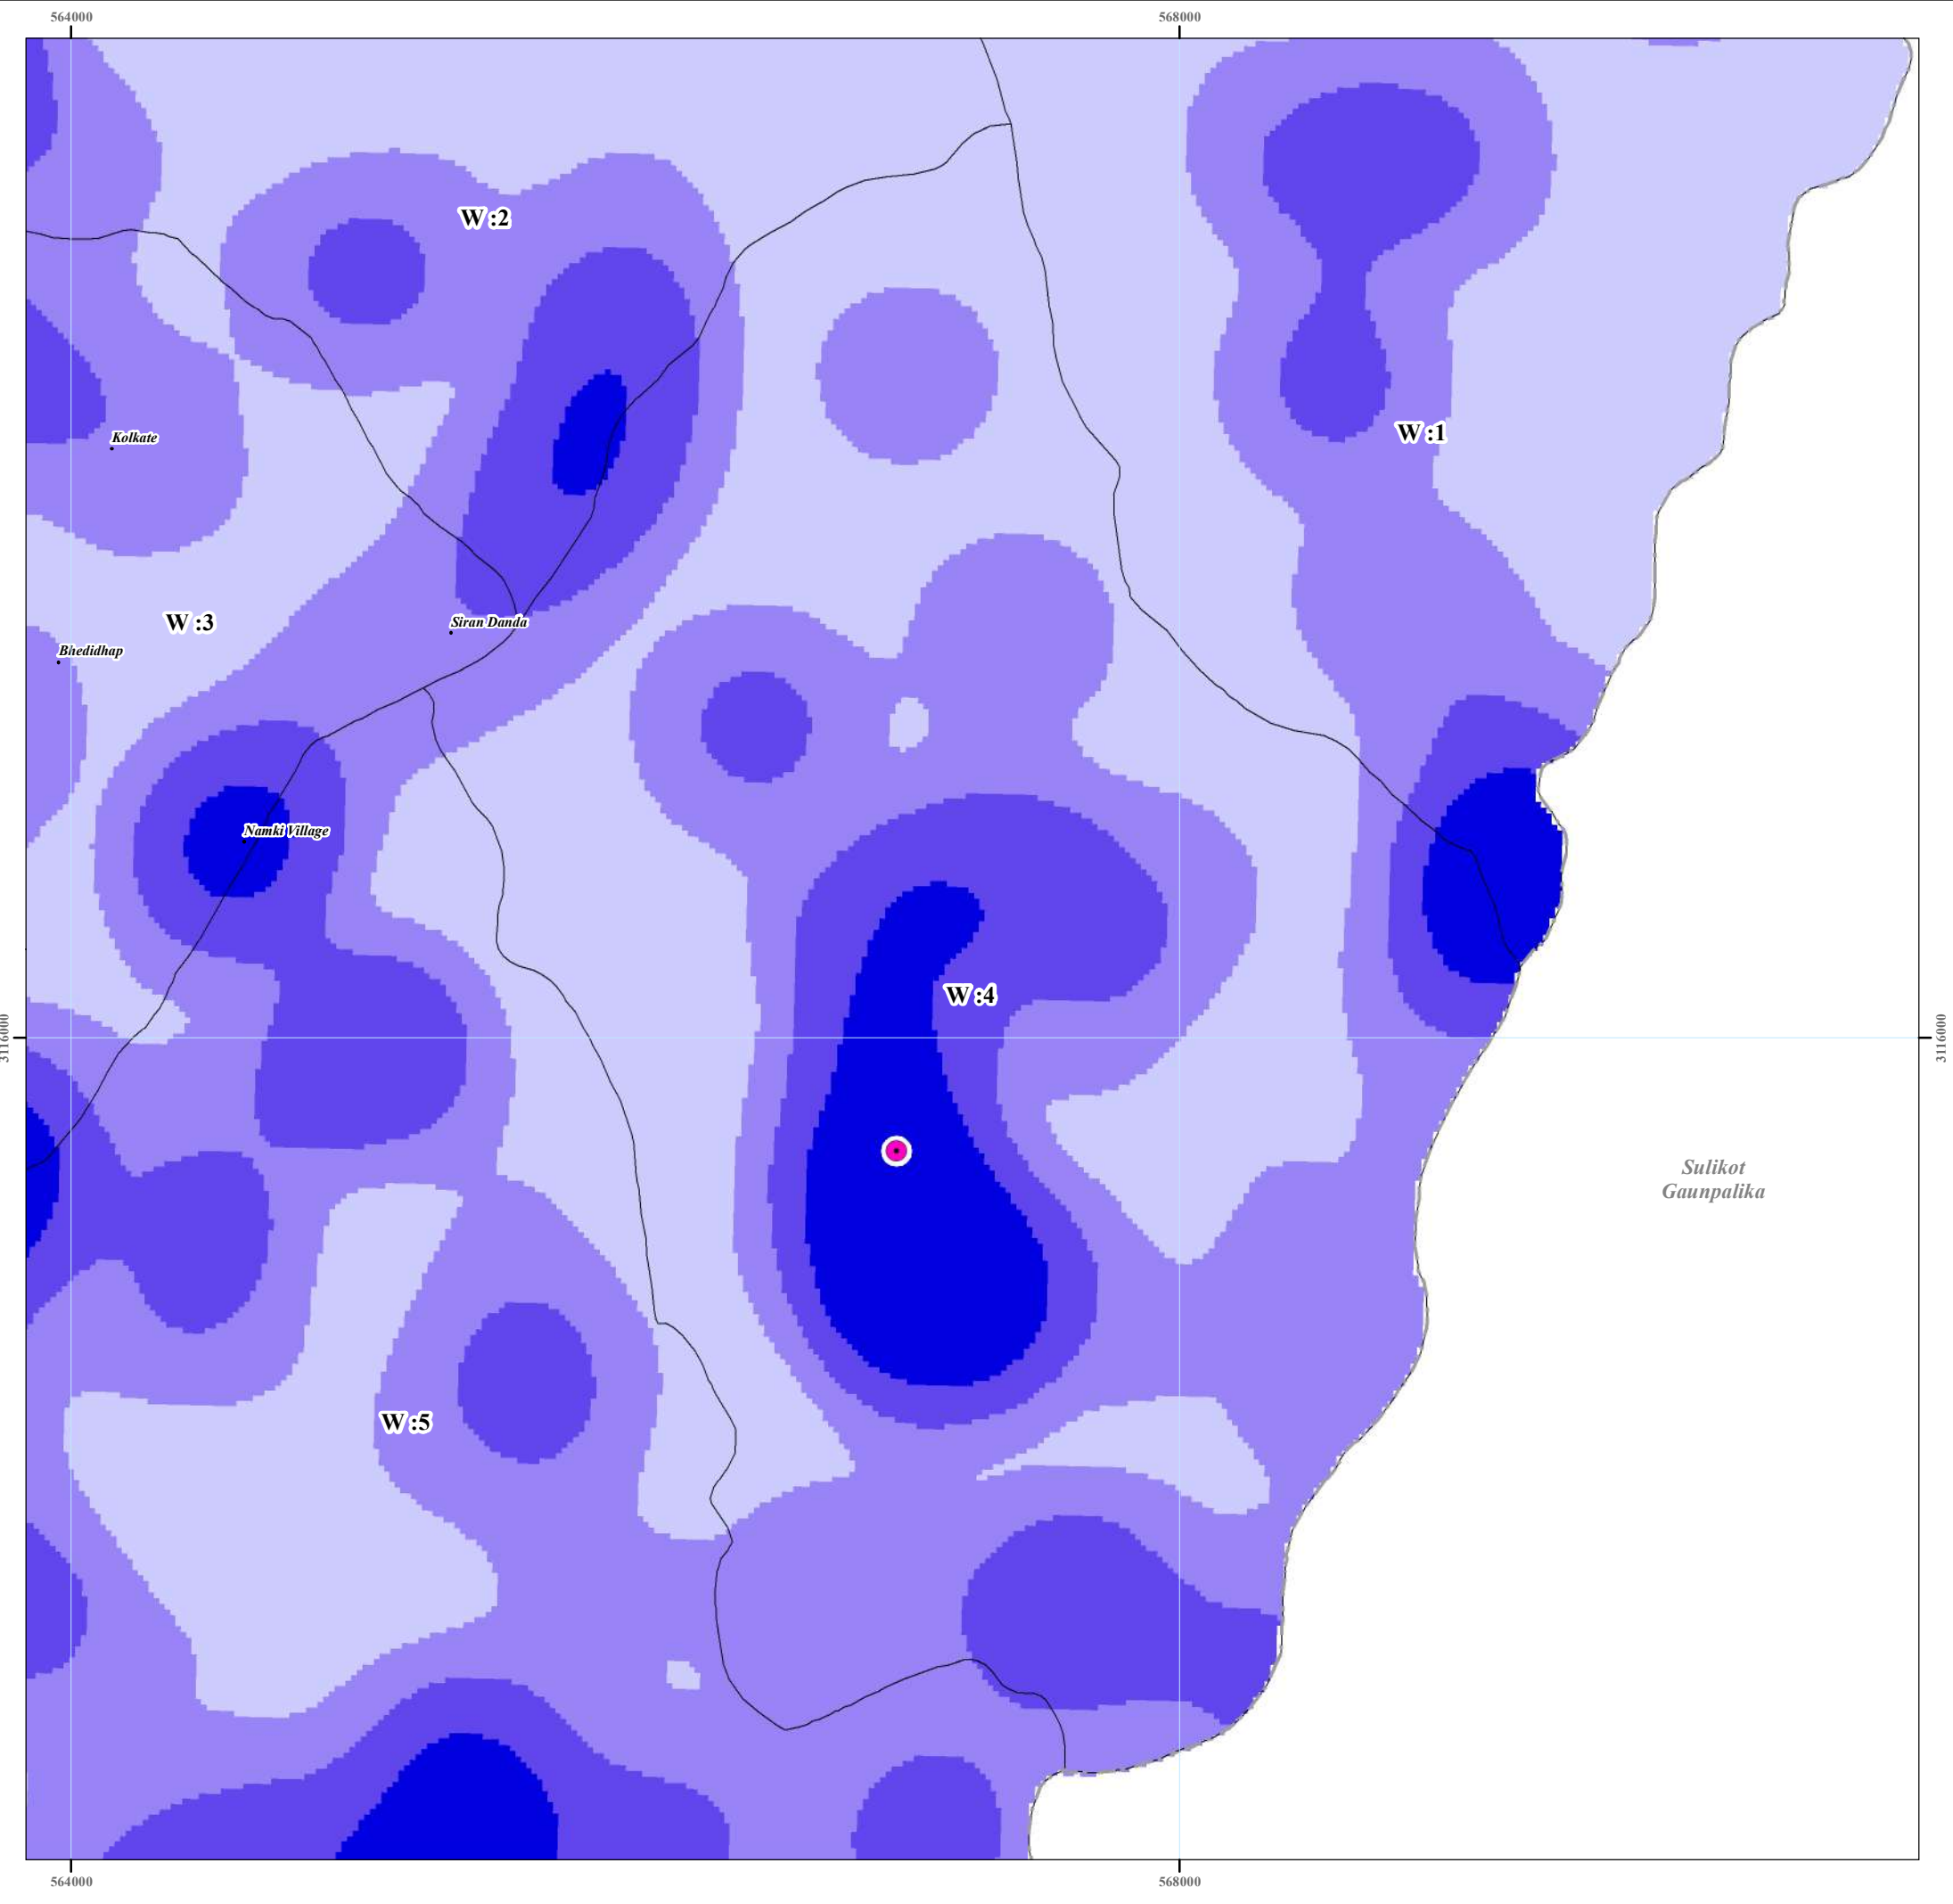 564000
568000
W :2
W :1
Kolkate
W :3
Siran Danda
Bhedidhap
Namki Village
W :4
3116000
3116000
Sulikot
Gaunpalika
W :5
564000
568000